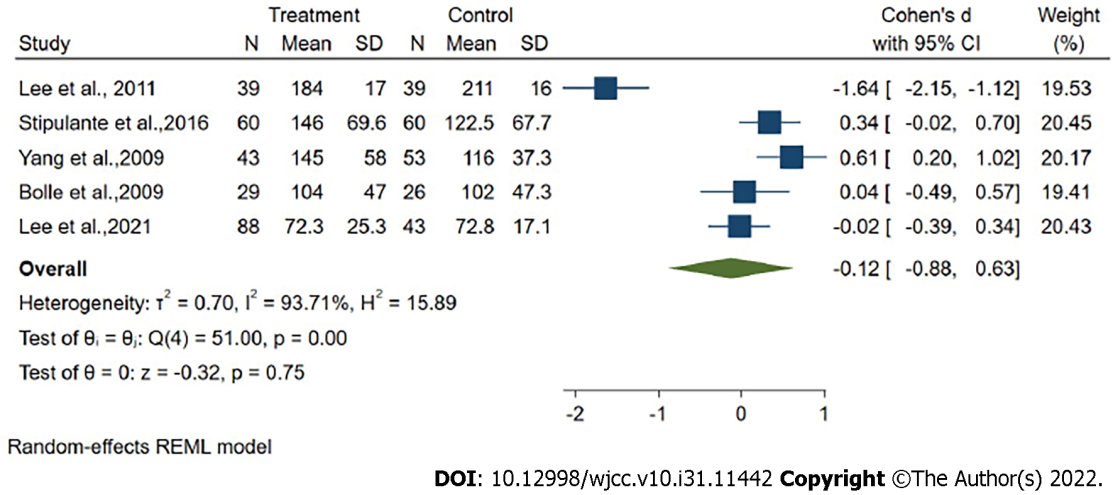 Treatment Control Cohen's d Weight
Study N Mean SD N Mean SD with 95% CI (%)
Lee et al., 2011 39 184 17 39 211 16 -1.64 [ -2.15, -1.12] 19.53
Stipulante et al.,2016 60 146 69.6 60 122.5 67.7 0.34 [ -0.02, 0.70] 20.45
Yang et al.,2009 43 145 58 53 116 37.3 0.61 [ 0.20, 1.02] 20.17
Bolle et al.,2009 29 104 47 26 102 47.3 0.04 [ -0.49, 0.57] 19.41
Lee et al.,2021 88 72.3 25.3 43 72.8 17.1 -0.02 [ -0.39, 0.34] 20.43
Overall -0.12 [ -0.88, 0.63]
Heterogeneity: τ² = 0.70, I² = 93.71%, H² = 15.89
Test of θᵢ = θⱼ: Q(4) = 51.00, p = 0.00
Test of θ = 0: z = -0.32, p = 0.75
-2 -1 0 1
Random-effects REML model
DOI: 10.12998/wjcc.v10.i31.11442 Copyright ©The Author(s) 2022.